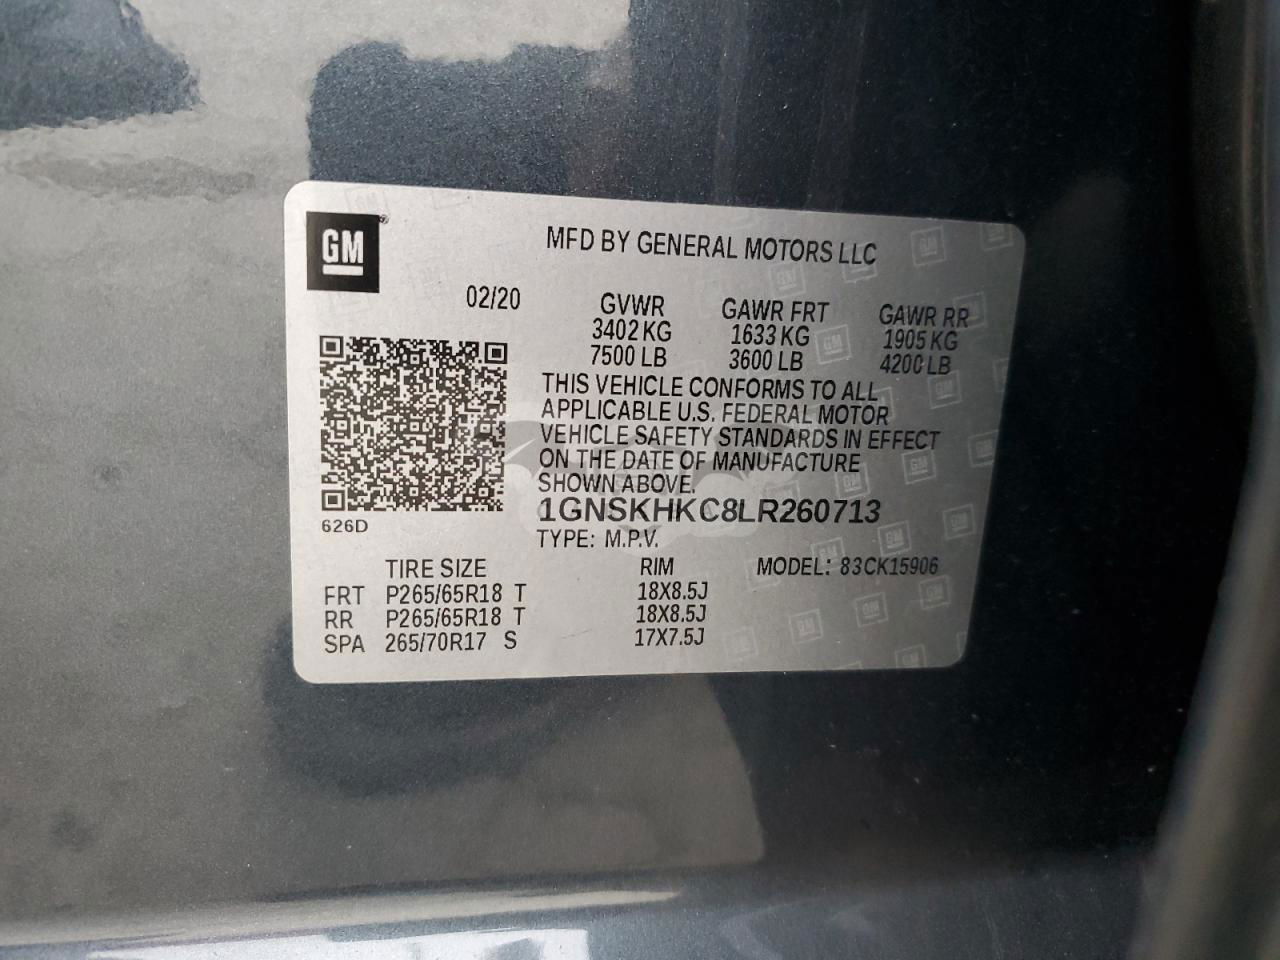 GM
MFD BY GENERAL MOTORS LLC
02/20 GVWR GAWR FRT GAWR RR
3402 KG 1633 KG 1905 KG
7500 LB 3600 LB 4200 LB
THIS VEHICLE CONFORMS TO ALL
APPLICABLE U.S. FEDERAL MOTOR
VEHICLE SAFETY STANDARDS IN EFFECT
ON THE DATE OF MANUFACTURE
SHOWN ABOVE.
1GNSKHKC8LR260713
626D
TYPE: M.P.V.
TIRE SIZE RIM MODEL: 83CK15906
FRT P265/65R18 T 18X8.5J
RR P265/65R18 T 18X8.5J
SPA 265/70R17 S 17X7.5J